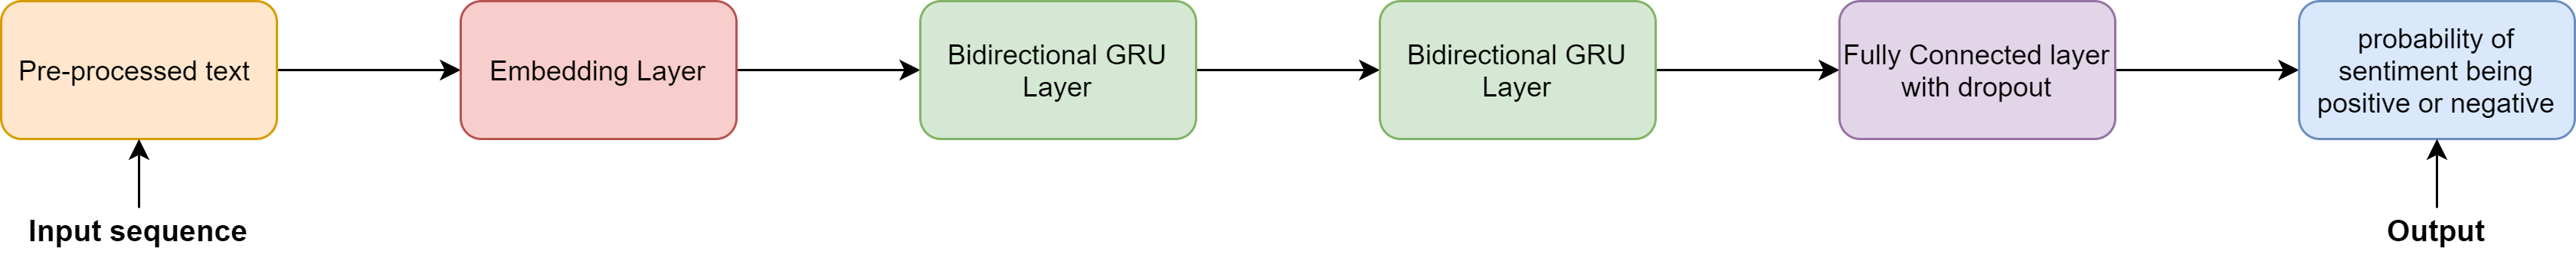 Pre-processed text
Embedding Layer
Bidirectional GRU
Layer
Bidirectional GRU
Layer
Fully Connected layer
with dropout
probability of
sentiment being
positive or negative
Input sequence
Output